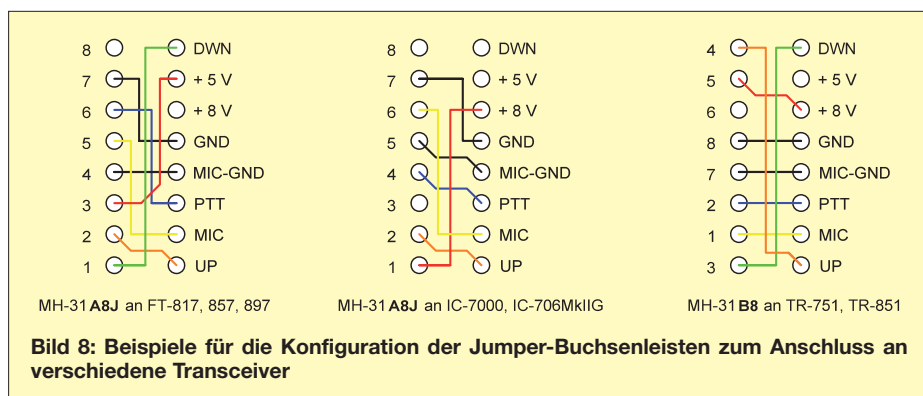 8 DWN
7 + 5 V
6 + 8 V
5 GND
4 MIC-GND
3 PTT
2 MIC
1 UP
MH-31 A8J an FT-817, 857, 897
8 DWN
7 + 5 V
6 + 8 V
5 GND
4 MIC-GND
3 PTT
2 MIC
1 UP
MH-31 A8J an IC-7000, IC-706MkIIG
4 DWN
5 + 5 V
6 + 8 V
8 GND
7 MIC-GND
2 PTT
1 MIC
3 UP
MH-31 B8 an TR-751, TR-851
Bild 8: Beispiele für die Konfiguration der Jumper-Buchsenleisten zum Anschluss an
verschiedene Transceiver